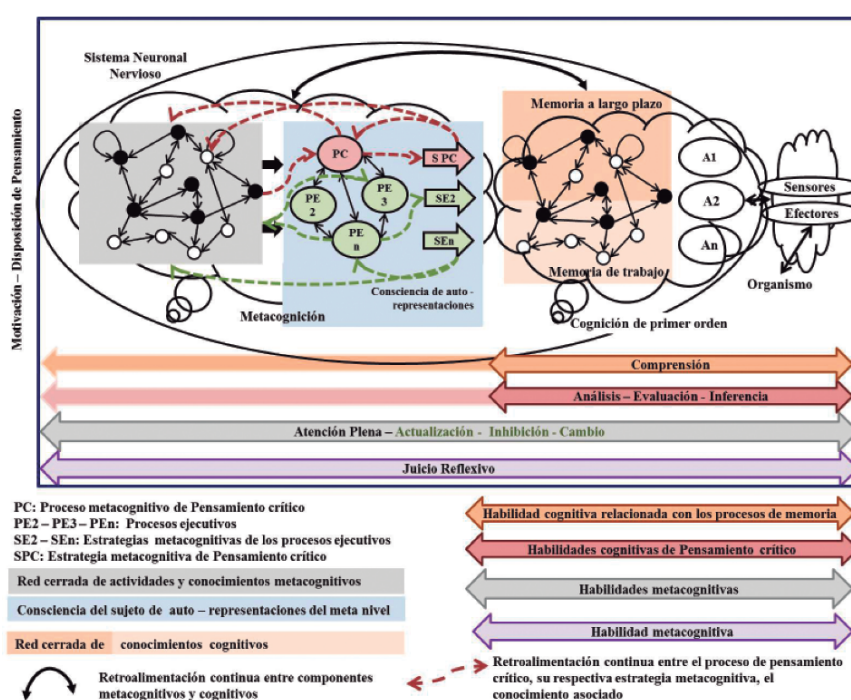 Motivación – Disposición de Pensamiento
Sistema Neuronal
Nervioso
Memoria a largo plazo
PC
S PC
PE
2
PE
3
SE2
PE
n
SEn
A1
A2
An
Sensores
Efectores
Organismo
Memoria de trabajo
Consciencia de auto -
representaciones
Metacognición
Cognición de primer orden
Comprensión
Análisis – Evaluación - Inferencia
Atención Plena – Actualización - Inhibición - Cambio
Juicio Reflexivo
PC: Proceso metacognitivo de Pensamiento crítico
PE2 – PE3 – PEn: Procesos ejecutivos
SE2 – SEn: Estrategias metacognitivas de los procesos ejecutivos
SPC: Estrategia metacognitiva de Pensamiento crítico
Red cerrada de actividades y conocimientos metacognitivos
Consciencia del sujeto de auto – representaciones del meta nivel
Red cerrada de conocimientos cognitivos
Retroalimentación continua entre componentes
metacognitivos y cognitivos
Habilidad cognitiva relacionada con los procesos de memoria
Habilidades cognitivas de Pensamiento crítico
Habilidades metacognitivas
Habilidad metacognitiva
Retroalimentación continua entre el proceso de pensamiento
crítico, su respectiva estrategia metacognitiva, el
conocimiento asociado